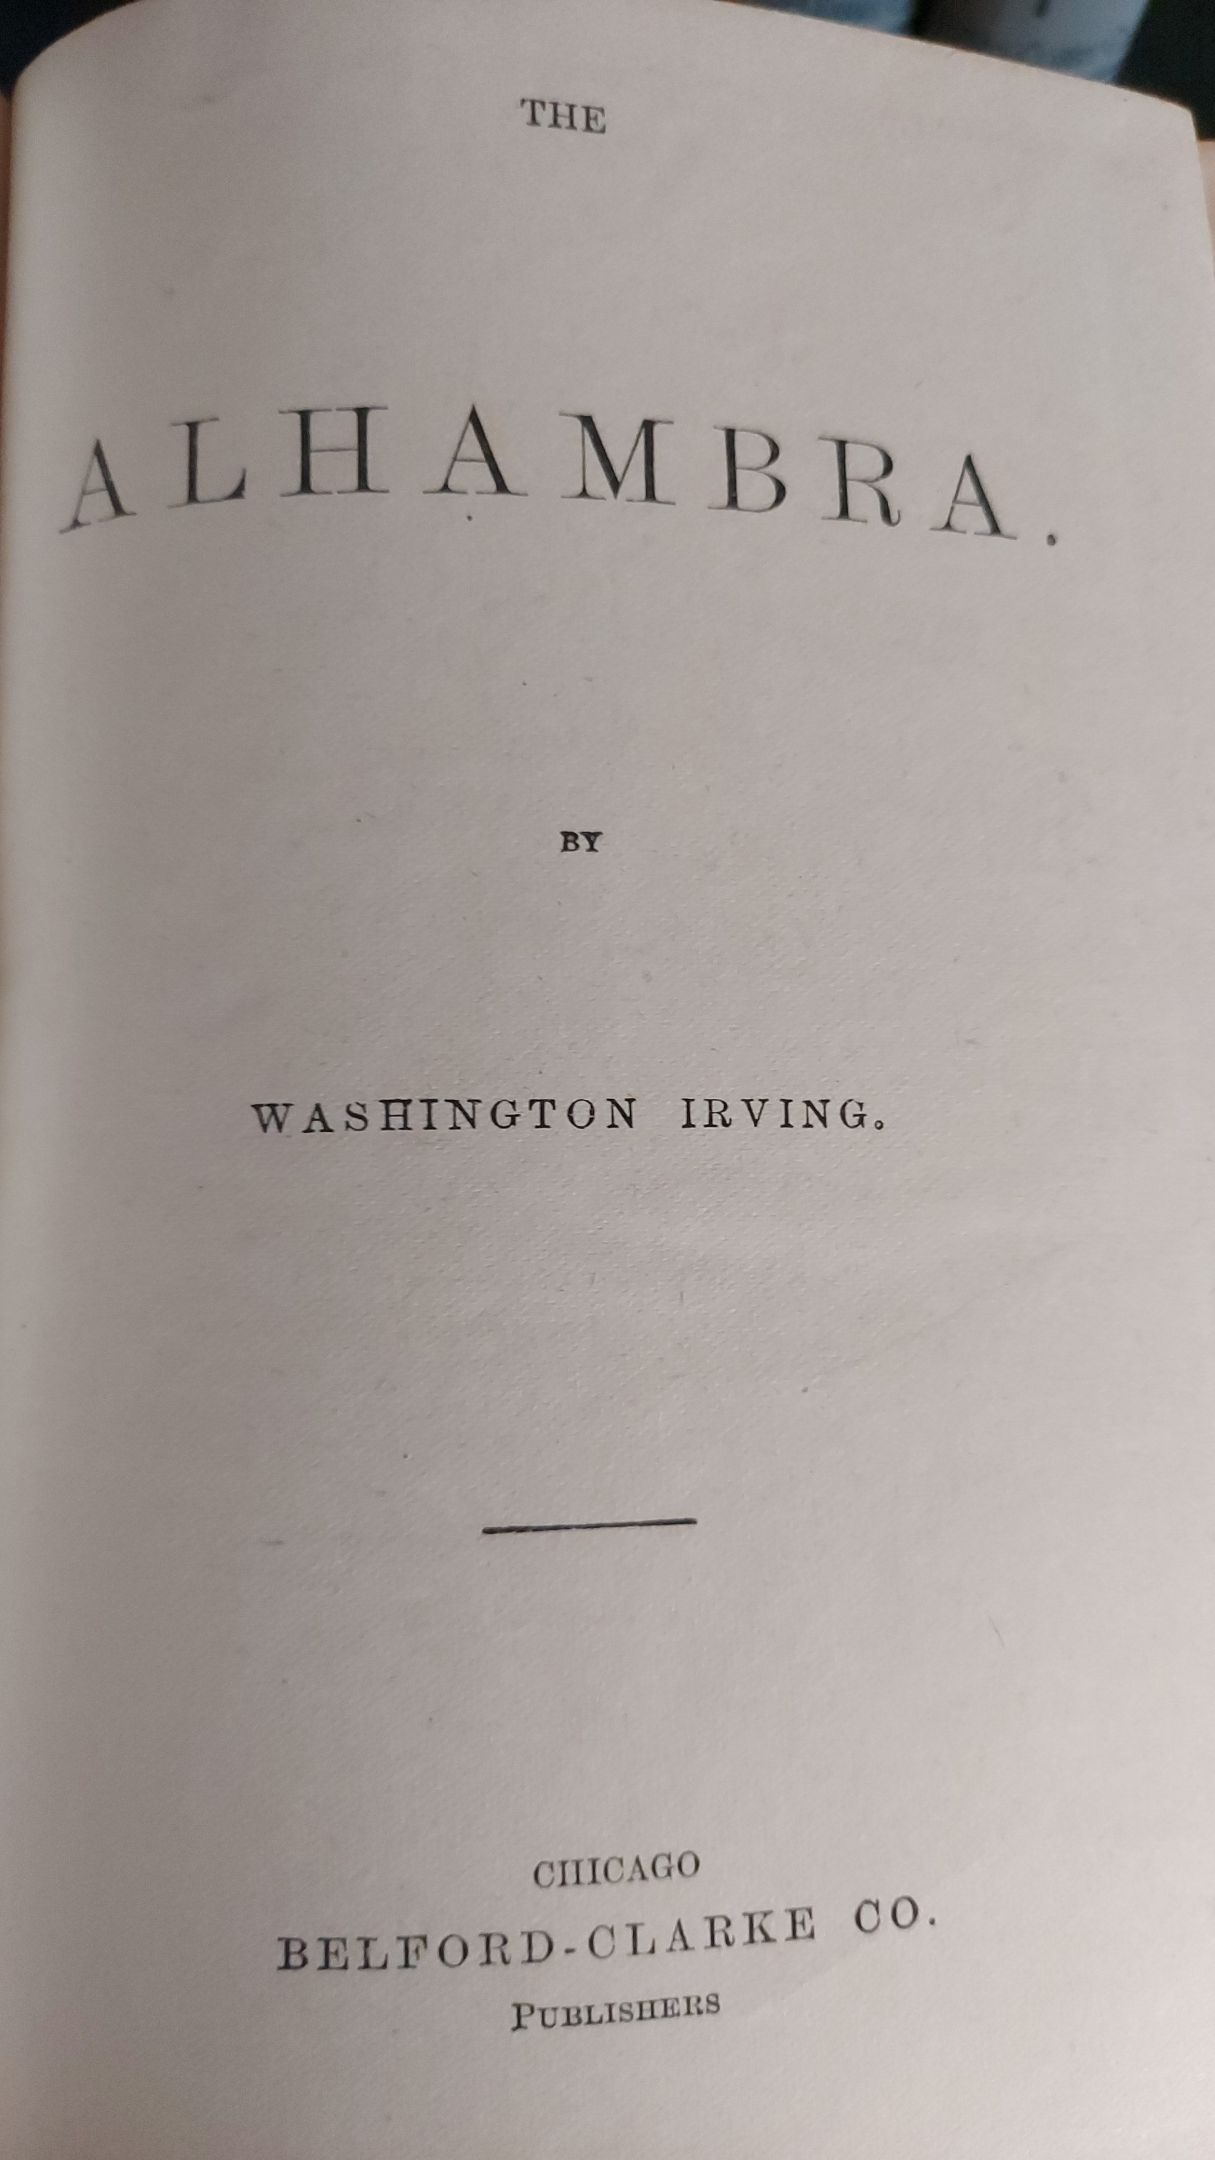 THE
ALHAMBRA.
BY
WASHINGTON IRVING.
CHICAGO
BELFORD-CLARKE CO.
PUBLISHERS